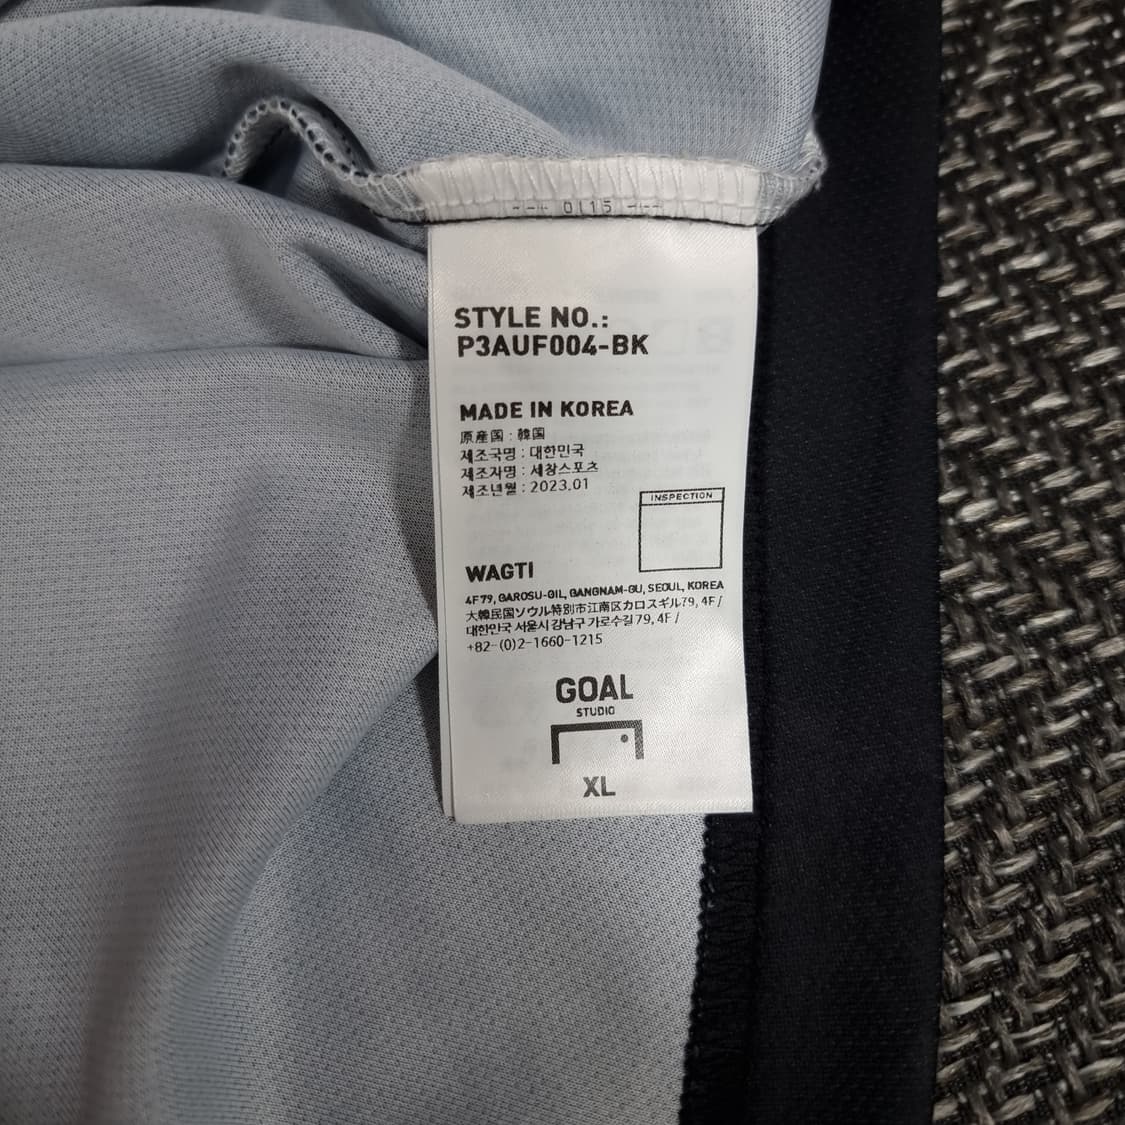 0115
STYLE NO.:
P3AUF004-BK
MADE IN KOREA
原産国 : 韓国
제조국명 : 대한민국
제조자명 : 세창스포츠
제조년월 : 2023.01
INSPECTION
WAGTI
4F 79, GAROSU-GIL, GANGNAM-GU, SEOUL, KOREA
大韓民国ソウル特別市江南区カロスギル79, 4F /
대한민국 서울시 강남구 가로수길 79, 4F /
+82-(0)2-1660-1215
GOAL
STUDIO
XL